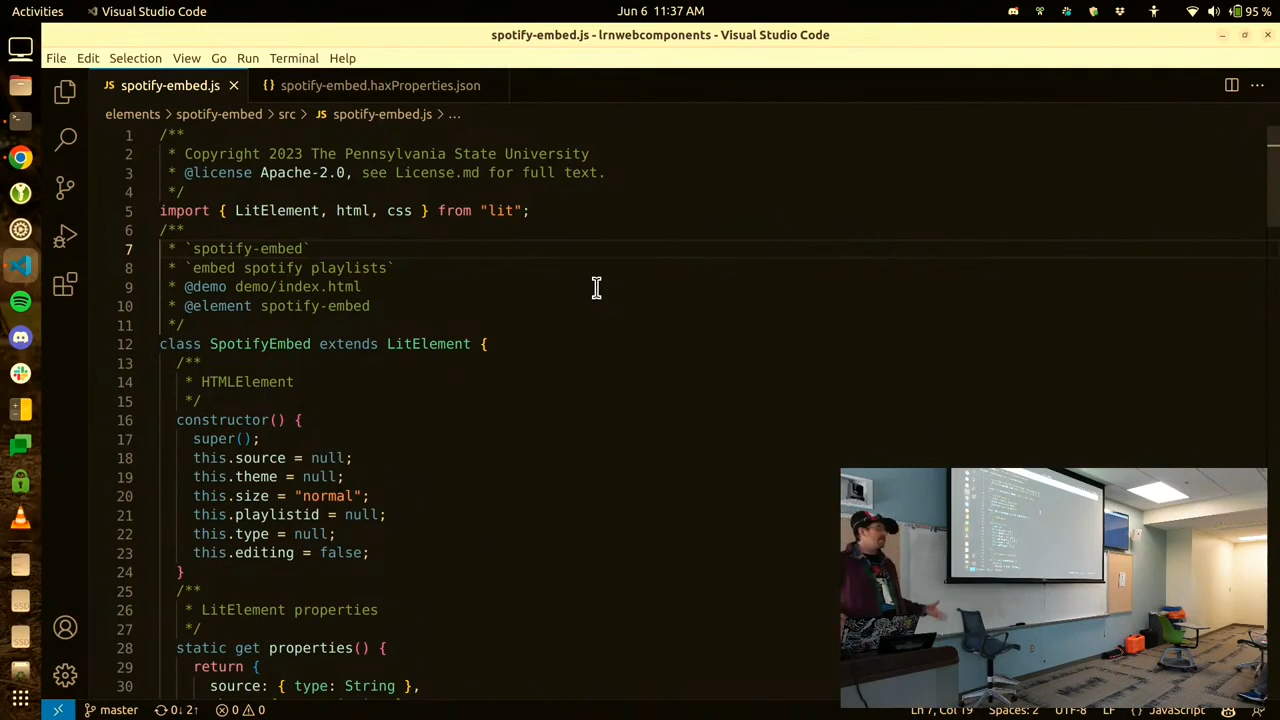 Activities
Visual Studio Code
Jun 6 11:37 AM
95 %
spotify-embed.js - lrnwebcomponents - Visual Studio Code
File Edit Selection View Go Run Terminal Help
JS spotify-embed.js
{} spotify-embed.haxProperties.json
elements > spotify-embed > src > JS spotify-embed.js > ...
1 /**
2 * Copyright 2023 The Pennsylvania State University
3 * @license Apache-2.0, see License.md for full text.
4 */
5 import { LitElement, html, css } from "lit";
6 /**
7 * `spotify-embed`
8 * `embed spotify playlists`
9 * @demo demo/index.html
10 * @element spotify-embed
11 */
12 class SpotifyEmbed extends LitElement {
13 /**
14 * HTMLElement
15 */
16 constructor() {
17 super();
18 this.source = null;
19 this.theme = null;
20 this.size = "normal";
21 this.playlistid = null;
22 this.type = null;
23 this.editing = false;
24 }
25 /**
26 * LitElement properties
27 */
28 static get properties() {
29 return {
30 source: { type: String },
master 0↓ 2↑ 0 0
Ln 7, Col 19 Spaces: 2 UTF-8 LF {} JavaScript